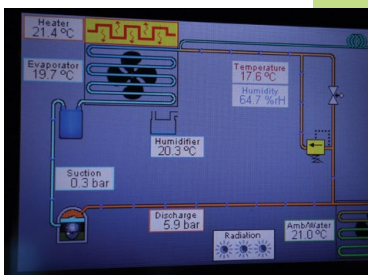 Heater
21.4 °C
Evaporator
19.7 °C
Temperature
17.6 °C
Humidity
64.7 %rH
Humidifier
20.3 °C
Suction
0.3 bar
Discharge
5.9 bar
Radiation
Amb/Water
21.0 °C